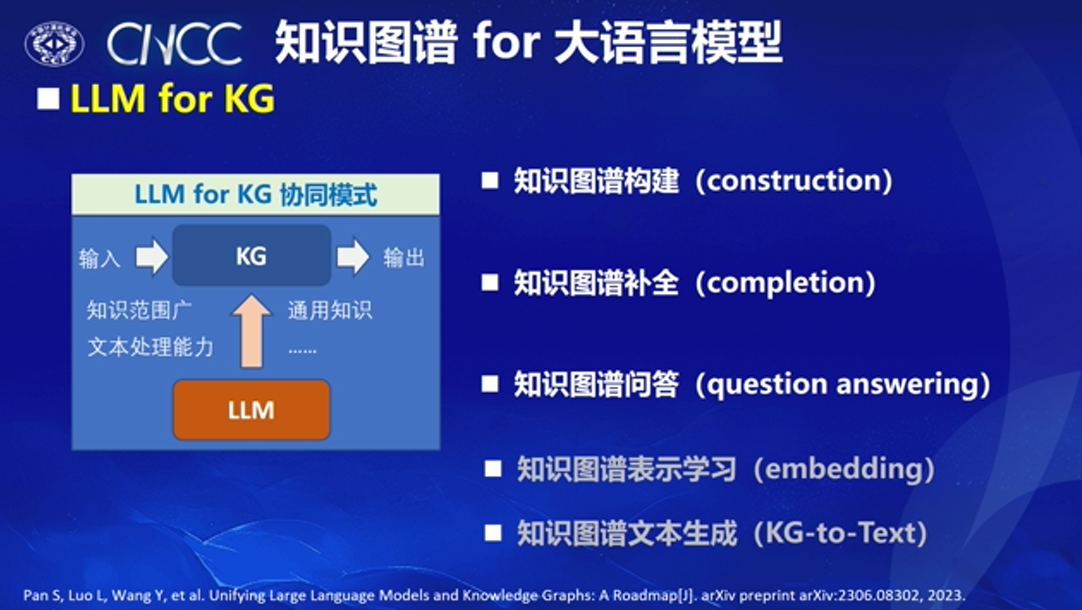 CCF
CNCC 知识图谱 for 大语言模型
LLM for KG
LLM for KG 协同模式
输入 KG 输出
知识范围广 通用知识
文本处理能力 ......
LLM
知识图谱构建（construction）
知识图谱补全（completion）
知识图谱问答（question answering）
知识图谱表示学习（embedding）
知识图谱文本生成（KG-to-Text）
Pan S, Luo L, Wang Y, et al. Unifying Large Language Models and Knowledge Graphs: A Roadmap[J]. arXiv preprint arXiv:2306.08302, 2023.